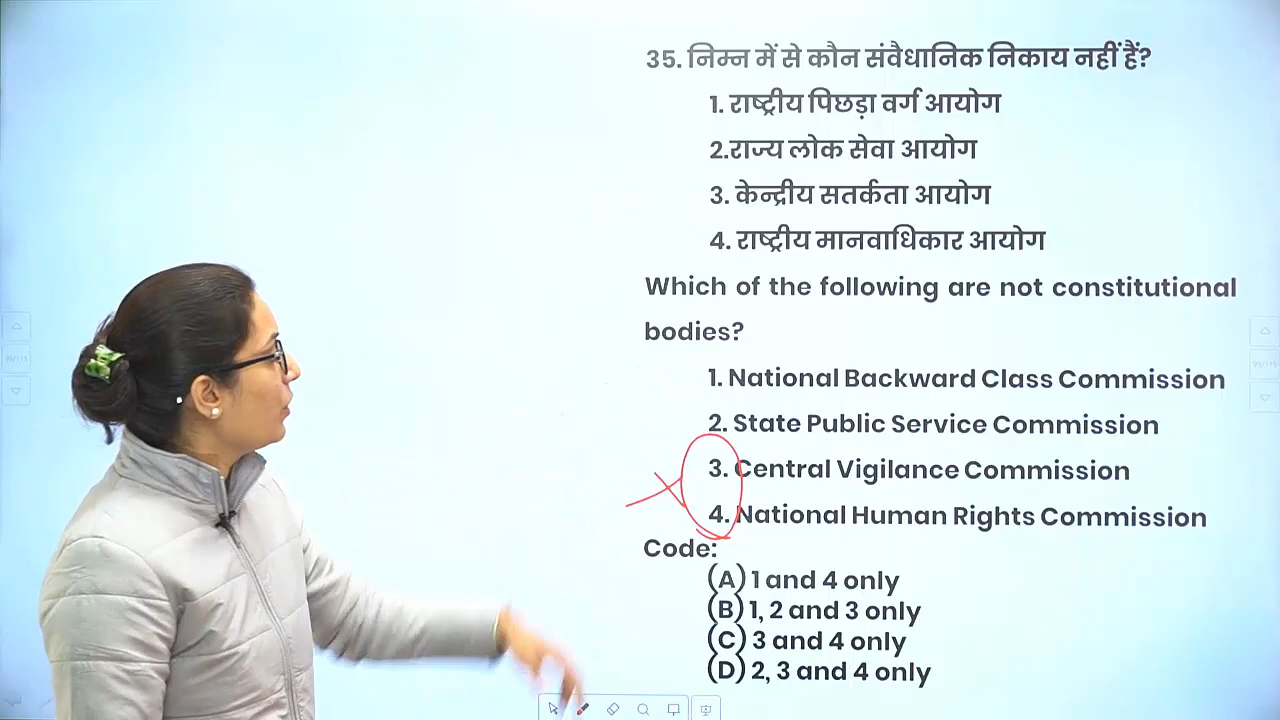 35. निम्न में से कौन संवैधानिक निकाय नहीं हैं?
1. राष्ट्रीय पिछड़ा वर्ग आयोग
2.राज्य लोक सेवा आयोग
3. केन्द्रीय सतर्कता आयोग
4. राष्ट्रीय मानवाधिकार आयोग
Which of the following are not constitutional
bodies?
1. National Backward Class Commission
2. State Public Service Commission
3. Central Vigilance Commission
4. National Human Rights Commission
Code:
(A) 1 and 4 only
(B) 1, 2 and 3 only
(C) 3 and 4 only
(D) 2, 3 and 4 only